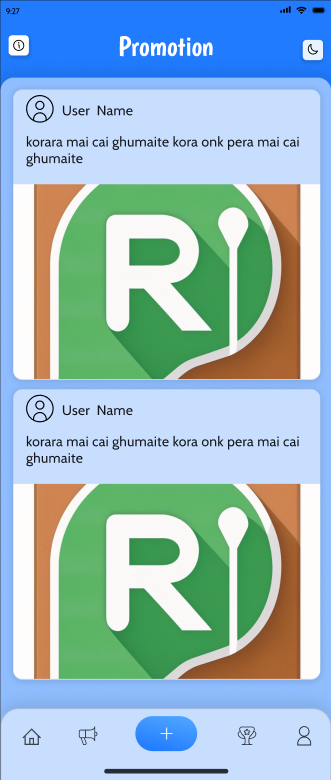 9:27
Promotion
User Name
korara mai cai ghumaite kora onk pera mai cai
ghumaite
R
User Name
korara mai cai ghumaite kora onk pera mai cai
ghumaite
R